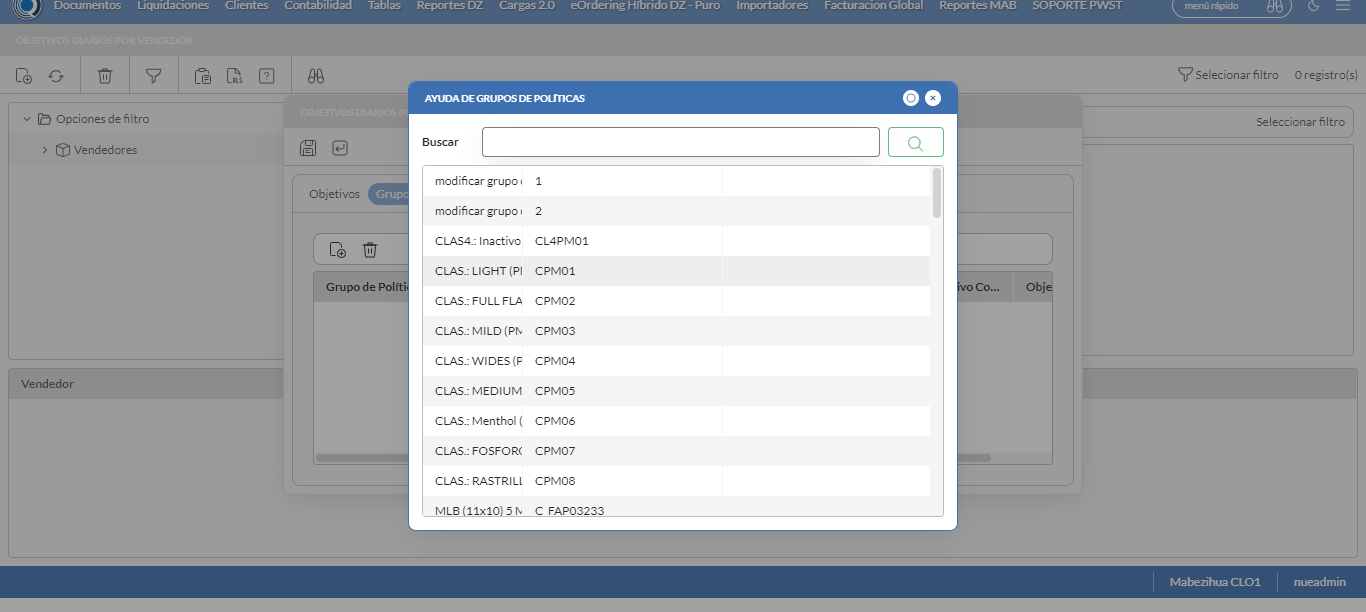 Documentos Liquidaciones Clientes Contabilidad Tablas Reportes DZ Cargas 2.0 eOrdering Híbrido DZ - Puro Importadores Facturacion Global Reportes MAB SOPORTE PWST menú rápido
OBJETIVOS DIARIOS POR VENDEDOR
XLS ? Selecionar filtro 0 registro(s)
AYUDA DE GRUPOS DE POLÍTICAS
OBJETIVOS DIARIOS PO
Opciones de filtro
Seleccionar filtro
Buscar
Vendedores
modificar grupo 1
Objetivos Grupo
modificar grupo 2
CLAS4.: Inactivo CL4PM01
CLAS.: LIGHT (P CPM01
Grupo de Políti ivo Co... Obje
CLAS.: FULL FLA CPM02
CLAS.: MILD (PM CPM03
CLAS.: WIDES (P CPM04
Vendedor
CLAS.: MEDIUM CPM05
CLAS.: Menthol ( CPM06
CLAS.: FOSFORO CPM07
CLAS.: RASTRILL CPM08
MLB (11x10) 5 M C_FAP03233
Mabezihua CLO1 nueadmin